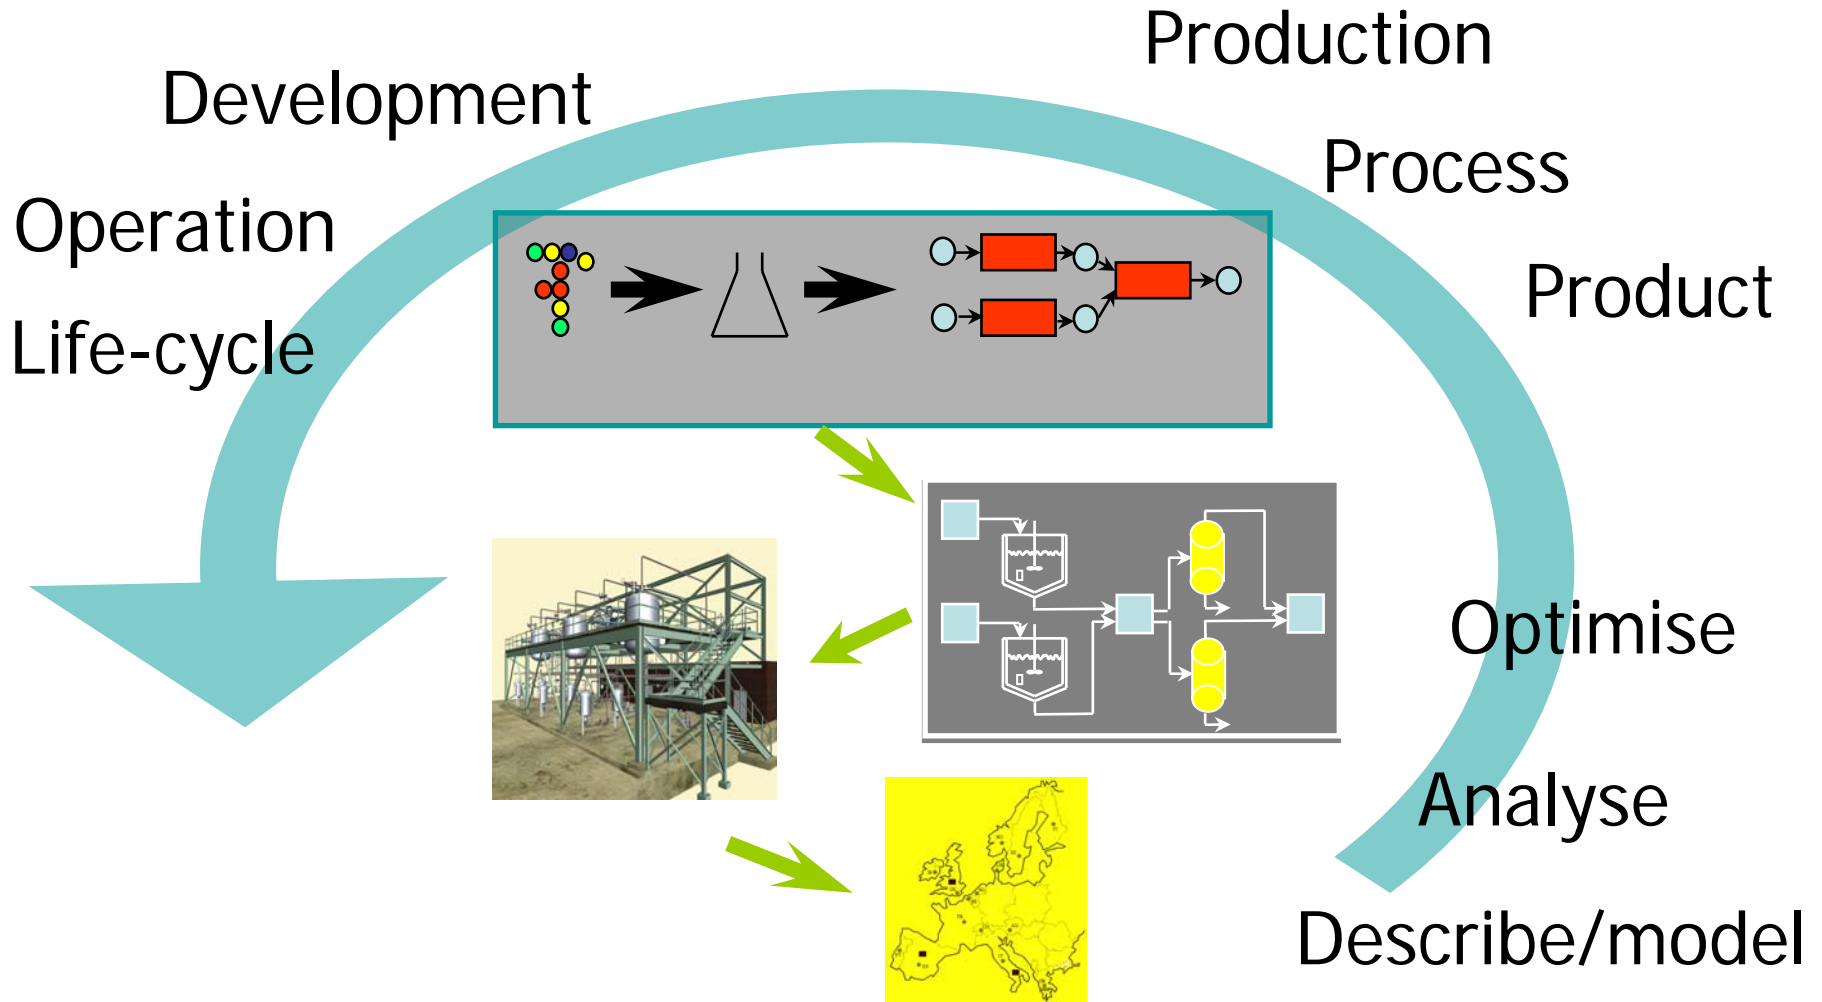 Production
Development
Process
Operation
Product
Life-cycle
Optimise
Analyse
Describe/model